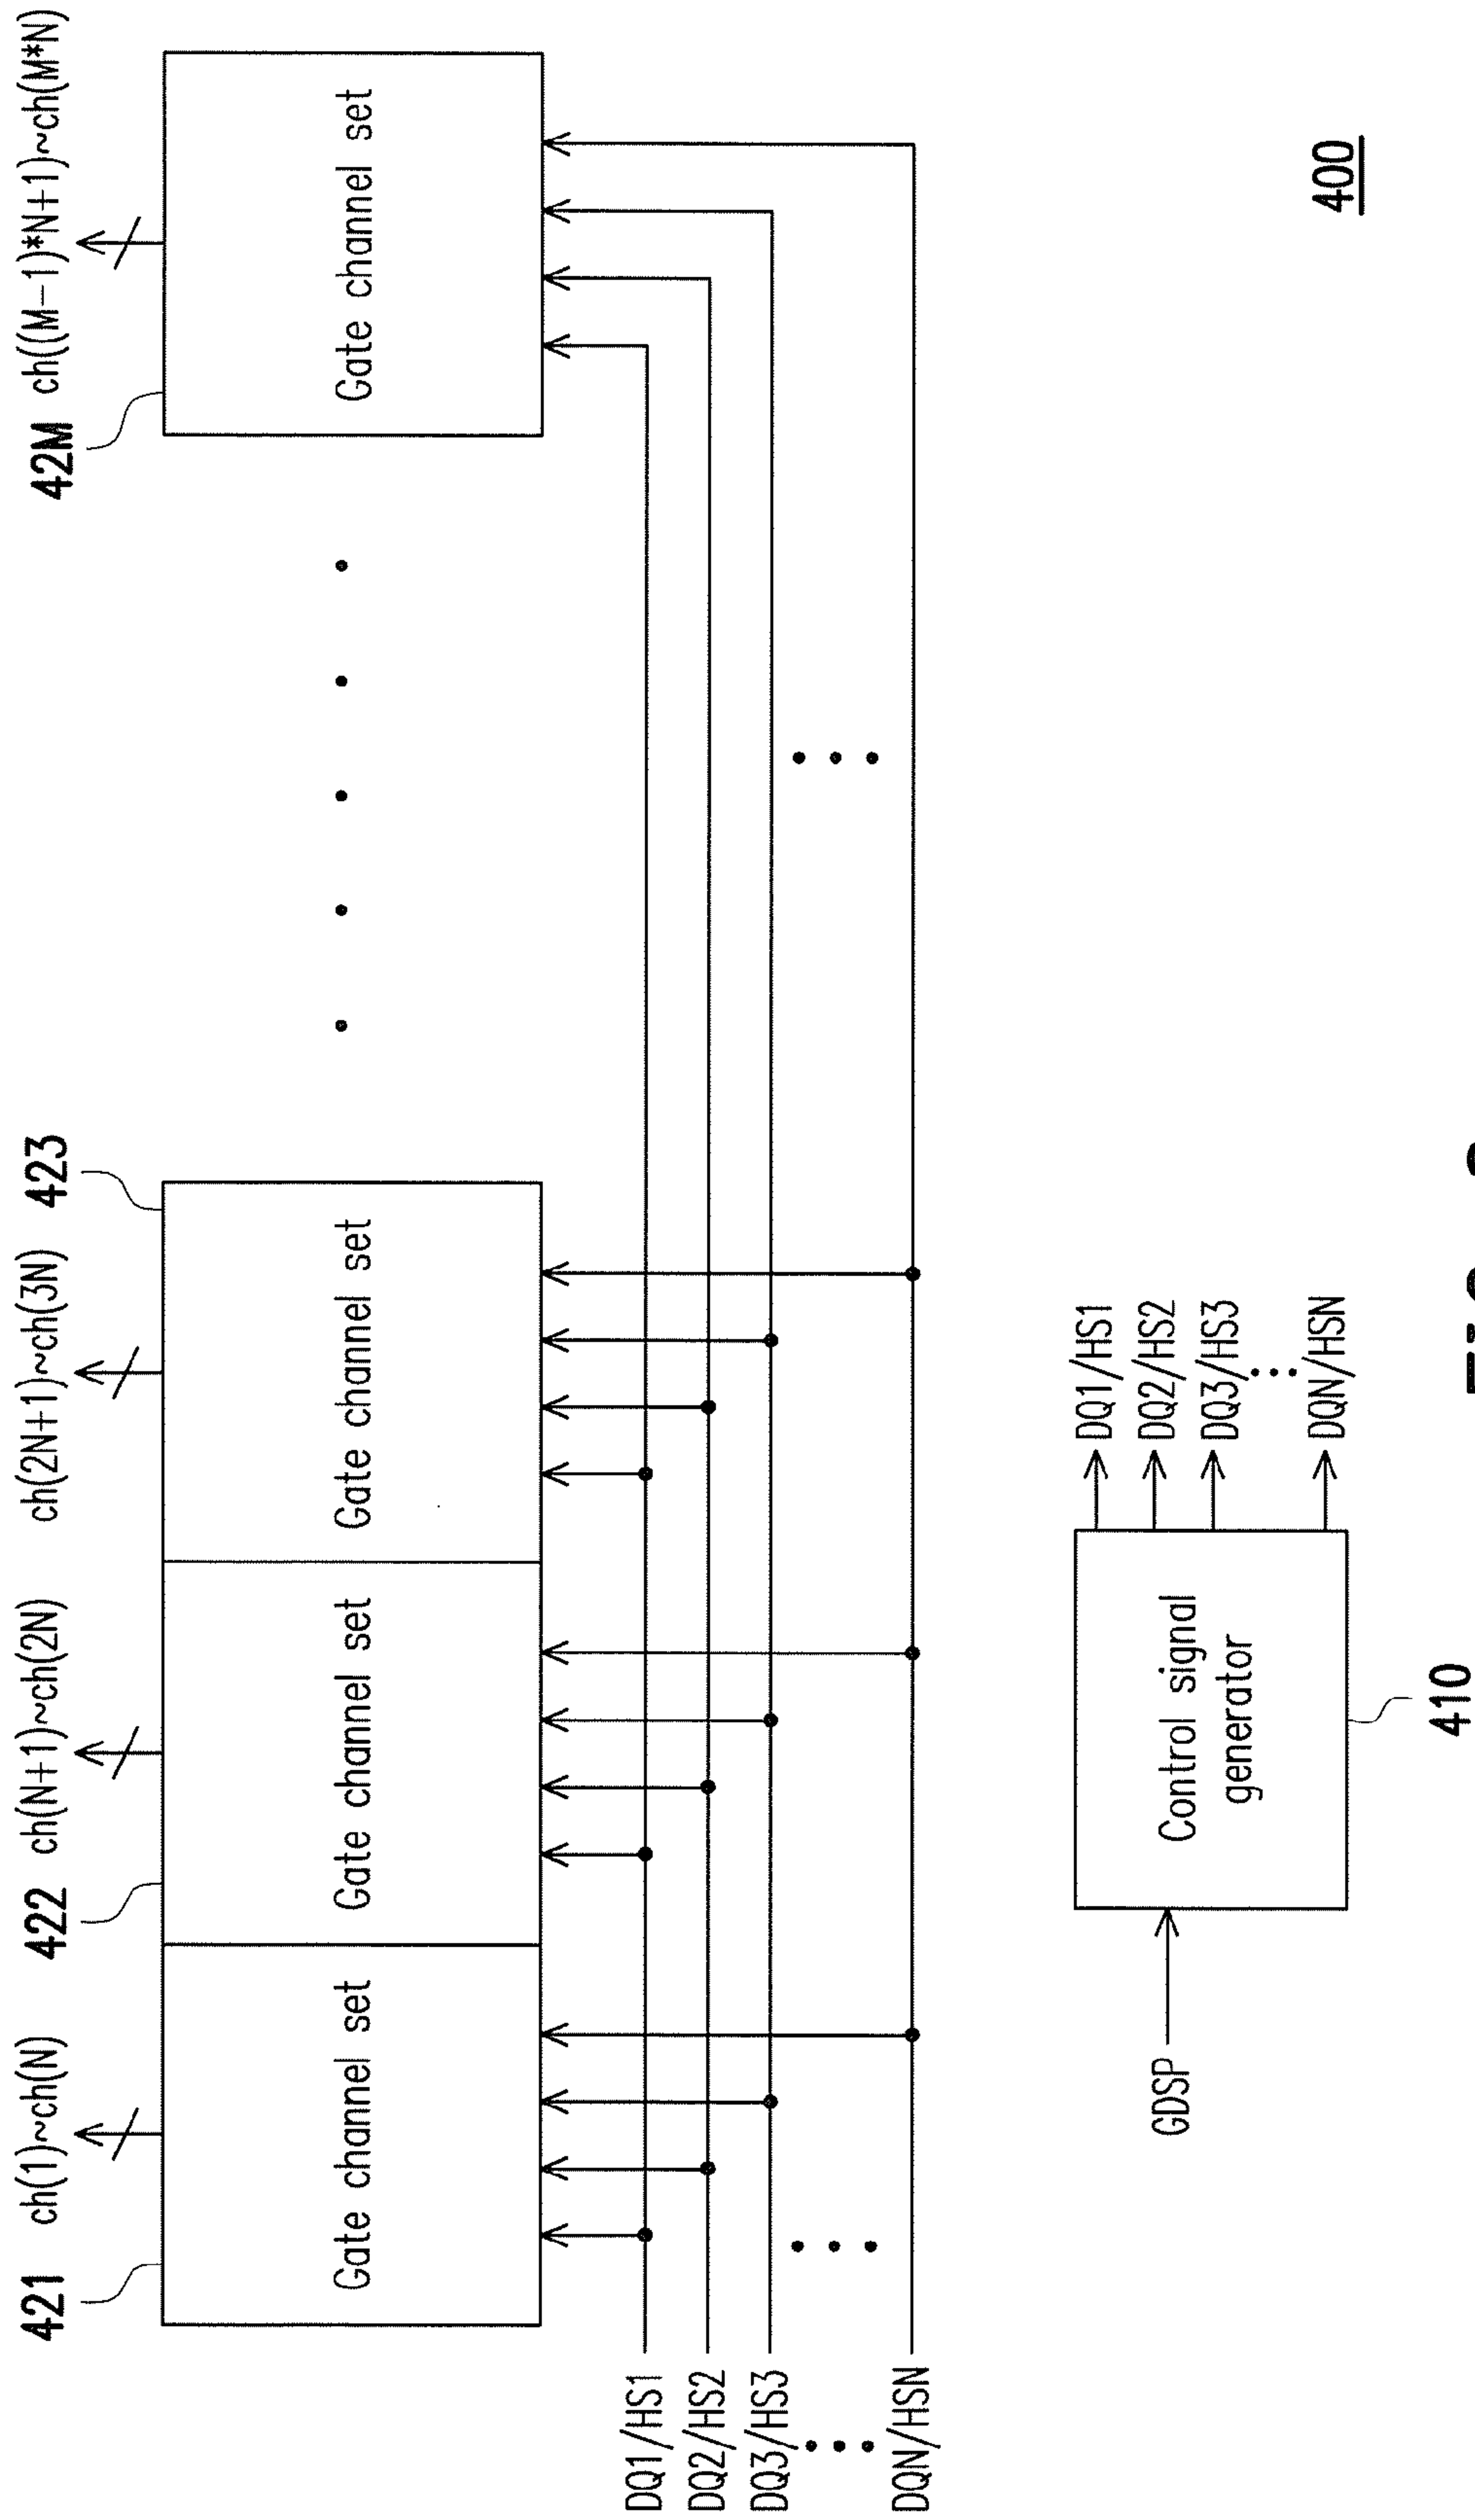 421
ch(1)~ch(N)
422
ch(N+1)~ch(2N)
ch(2N+1)~ch(3N)
423
42M
ch((M-1)*N+1)~ch(M*N)
Gate channel set
Gate channel set
Gate channel set
Gate channel set
DQ1/HS1
DQ2/HS2
DQ3/HS3
DQN/HSN
GDSP
Control signal
generator
DQ1/HS1
DQ2/HS2
DQ3/HS3
DQN/HSN
410
400